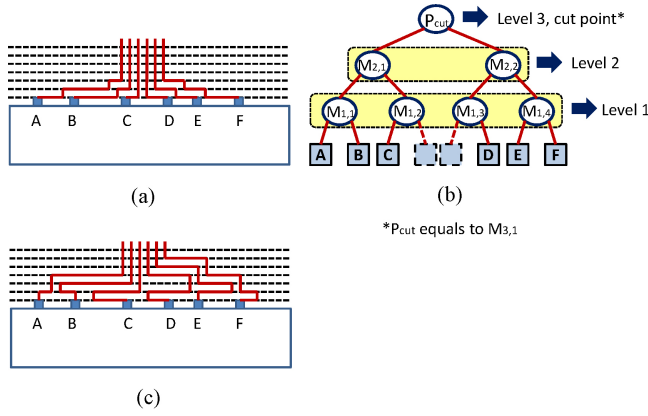 A B C D E F
(a)
Pcut Level 3, cut point*
M2,1 M2,2 Level 2
M1,1 M1,2 M1,3 M1,4 Level 1
A B C D E F
(b)
*Pcut equals to M3,1
A B C D E F
(c)